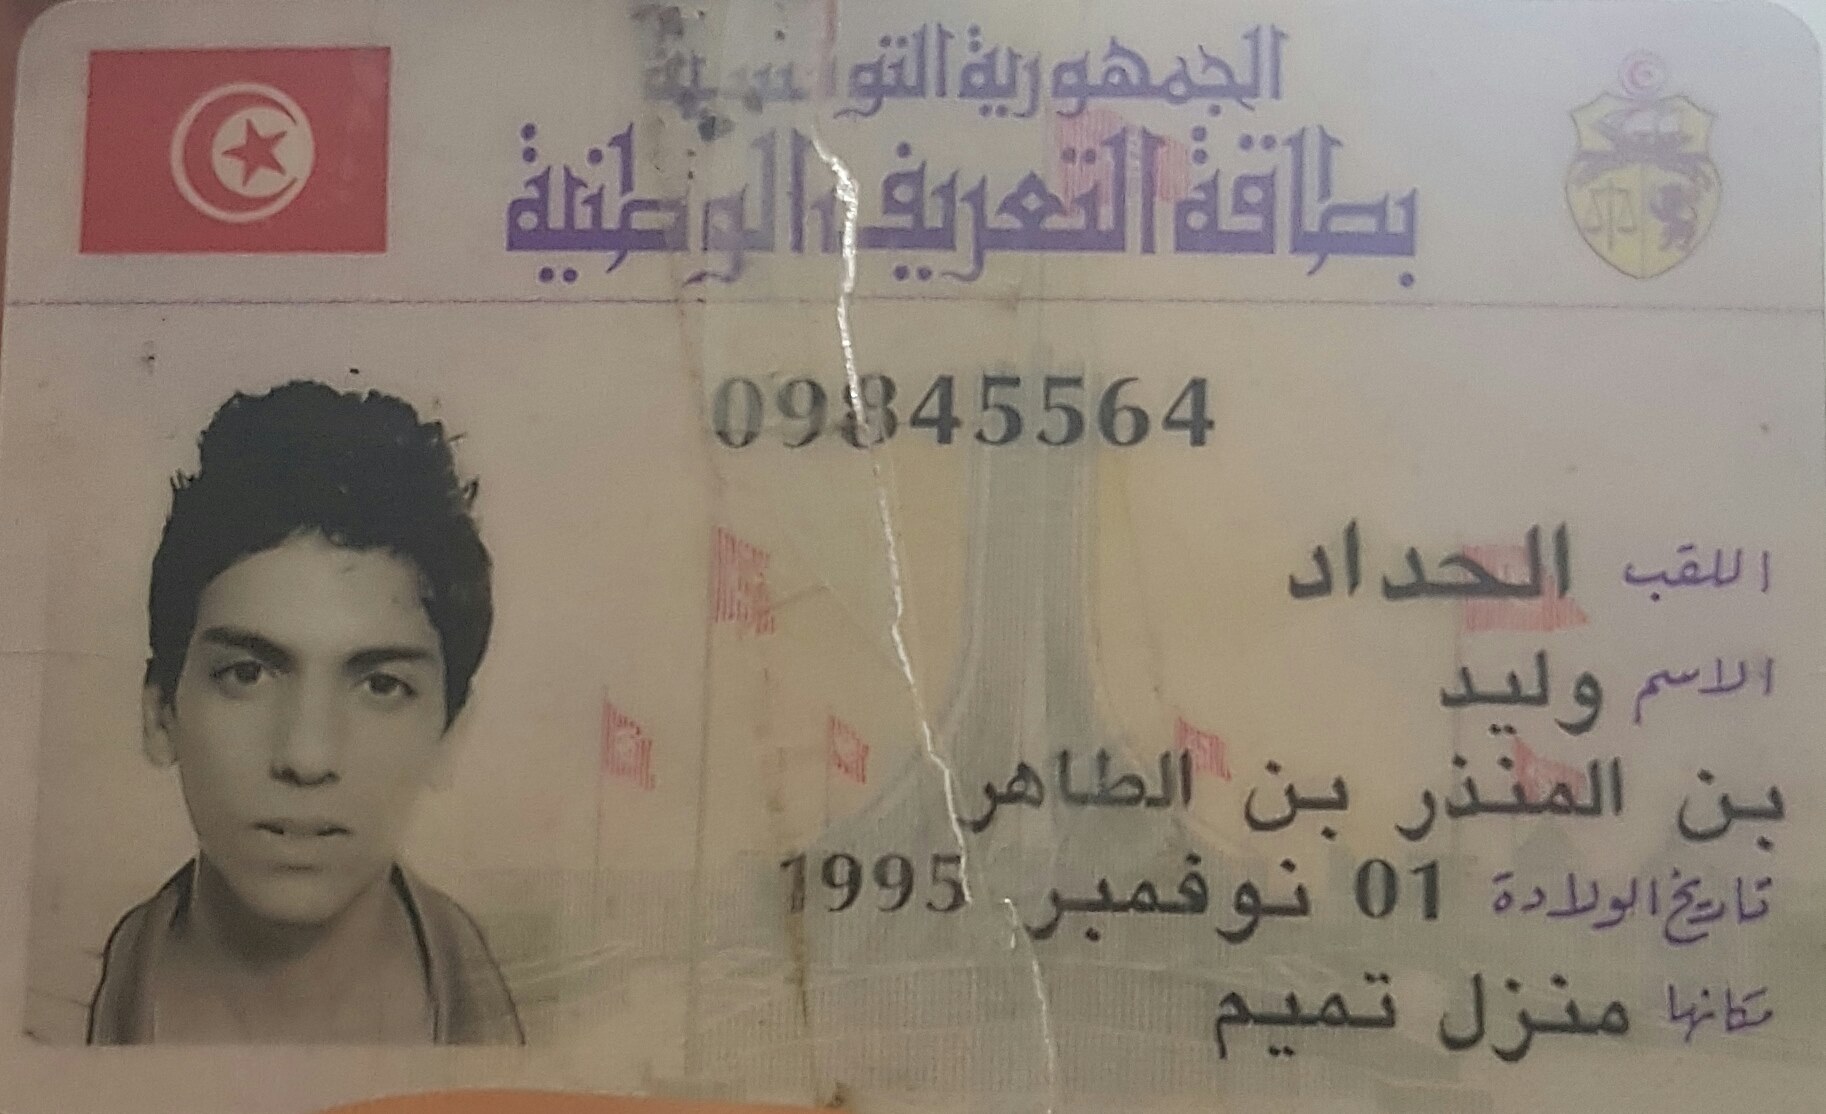 الجمهورية التونسية
بطاقة التعريف الوطنية
09845564
اللقب الحداد
الاسم وليد
بن المنذر بن الطاهر
تاريخ الولادة 01 نوفمبر 1995
مكانها منزل تميم